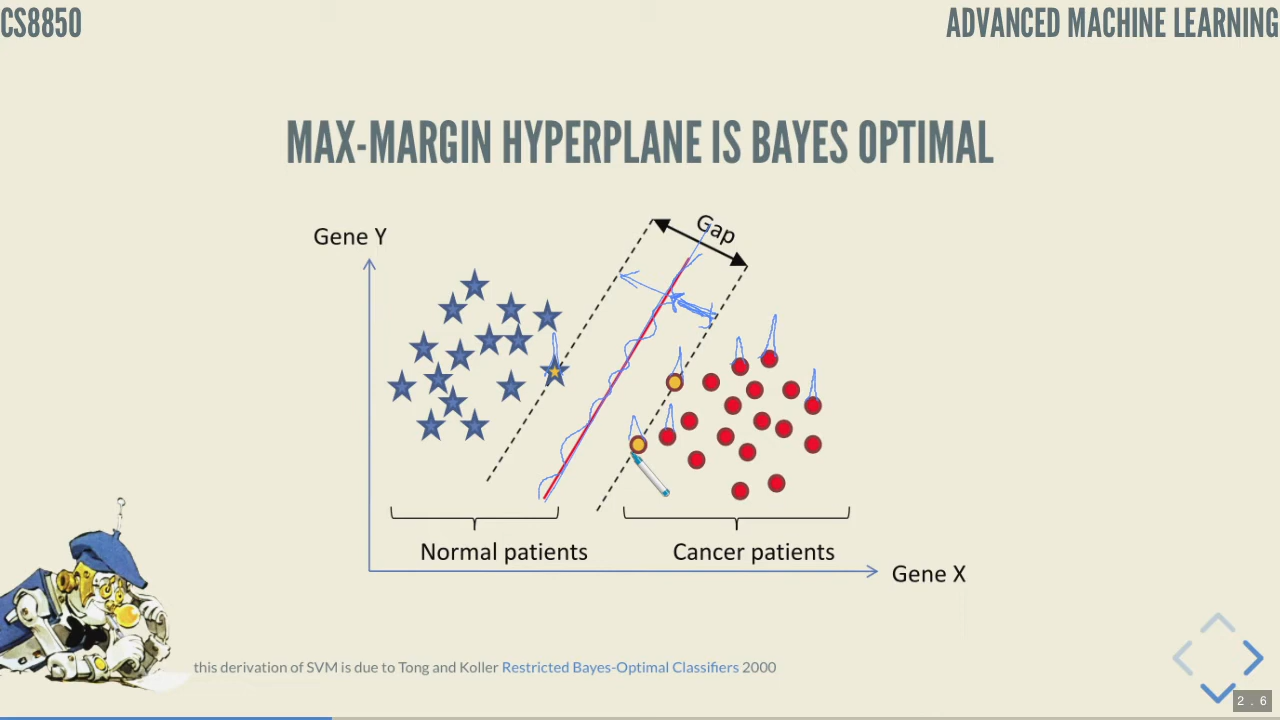 CS8850
ADVANCED MACHINE LEARNING
MAX-MARGIN HYPERPLANE IS BAYES OPTIMAL
Gap
Gene Y
Normal patients
Cancer patients
Gene X
this derivation of SVM is due to Tong and Koller Restricted Bayes-Optimal Classifiers 2000
2 . 6